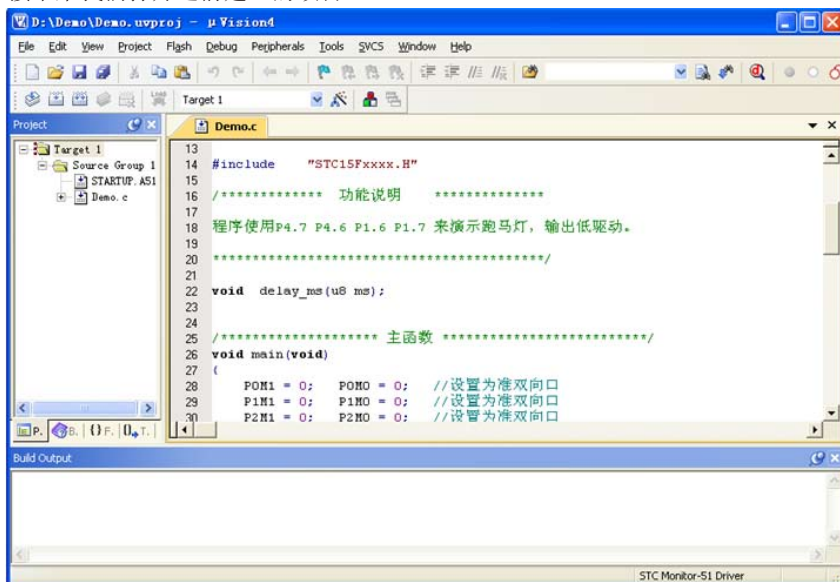 D:\Demo\Demo.uvproj - µVision4
File Edit View Project Flash Debug Peripherals Tools SVCS Window Help
Target 1
Project
Demo.c
Target 1
Source Group 1
STARTUP.A51
Demo.c
13
14 #include "STC15Fxxxx.H"
15
16 /************* 功能说明 **************
17
18 程序使用P4.7 P4.6 P1.6 P1.7 来演示跑马灯，输出低驱动。
19
20 ******************************************/
21
22 void delay_ms(u8 ms);
23
24
25 /******************** 主函数 **************************/
26 void main(void)
27 {
28 P0M1 = 0; P0M0 = 0; //设置为准双向口
29 P1M1 = 0; P1M0 = 0; //设置为准双向口
30 P2M1 = 0; P2M0 = 0; //设置为准双向口
P. B. {} F. 0 T.
Build Output
STC Monitor-51 Driver